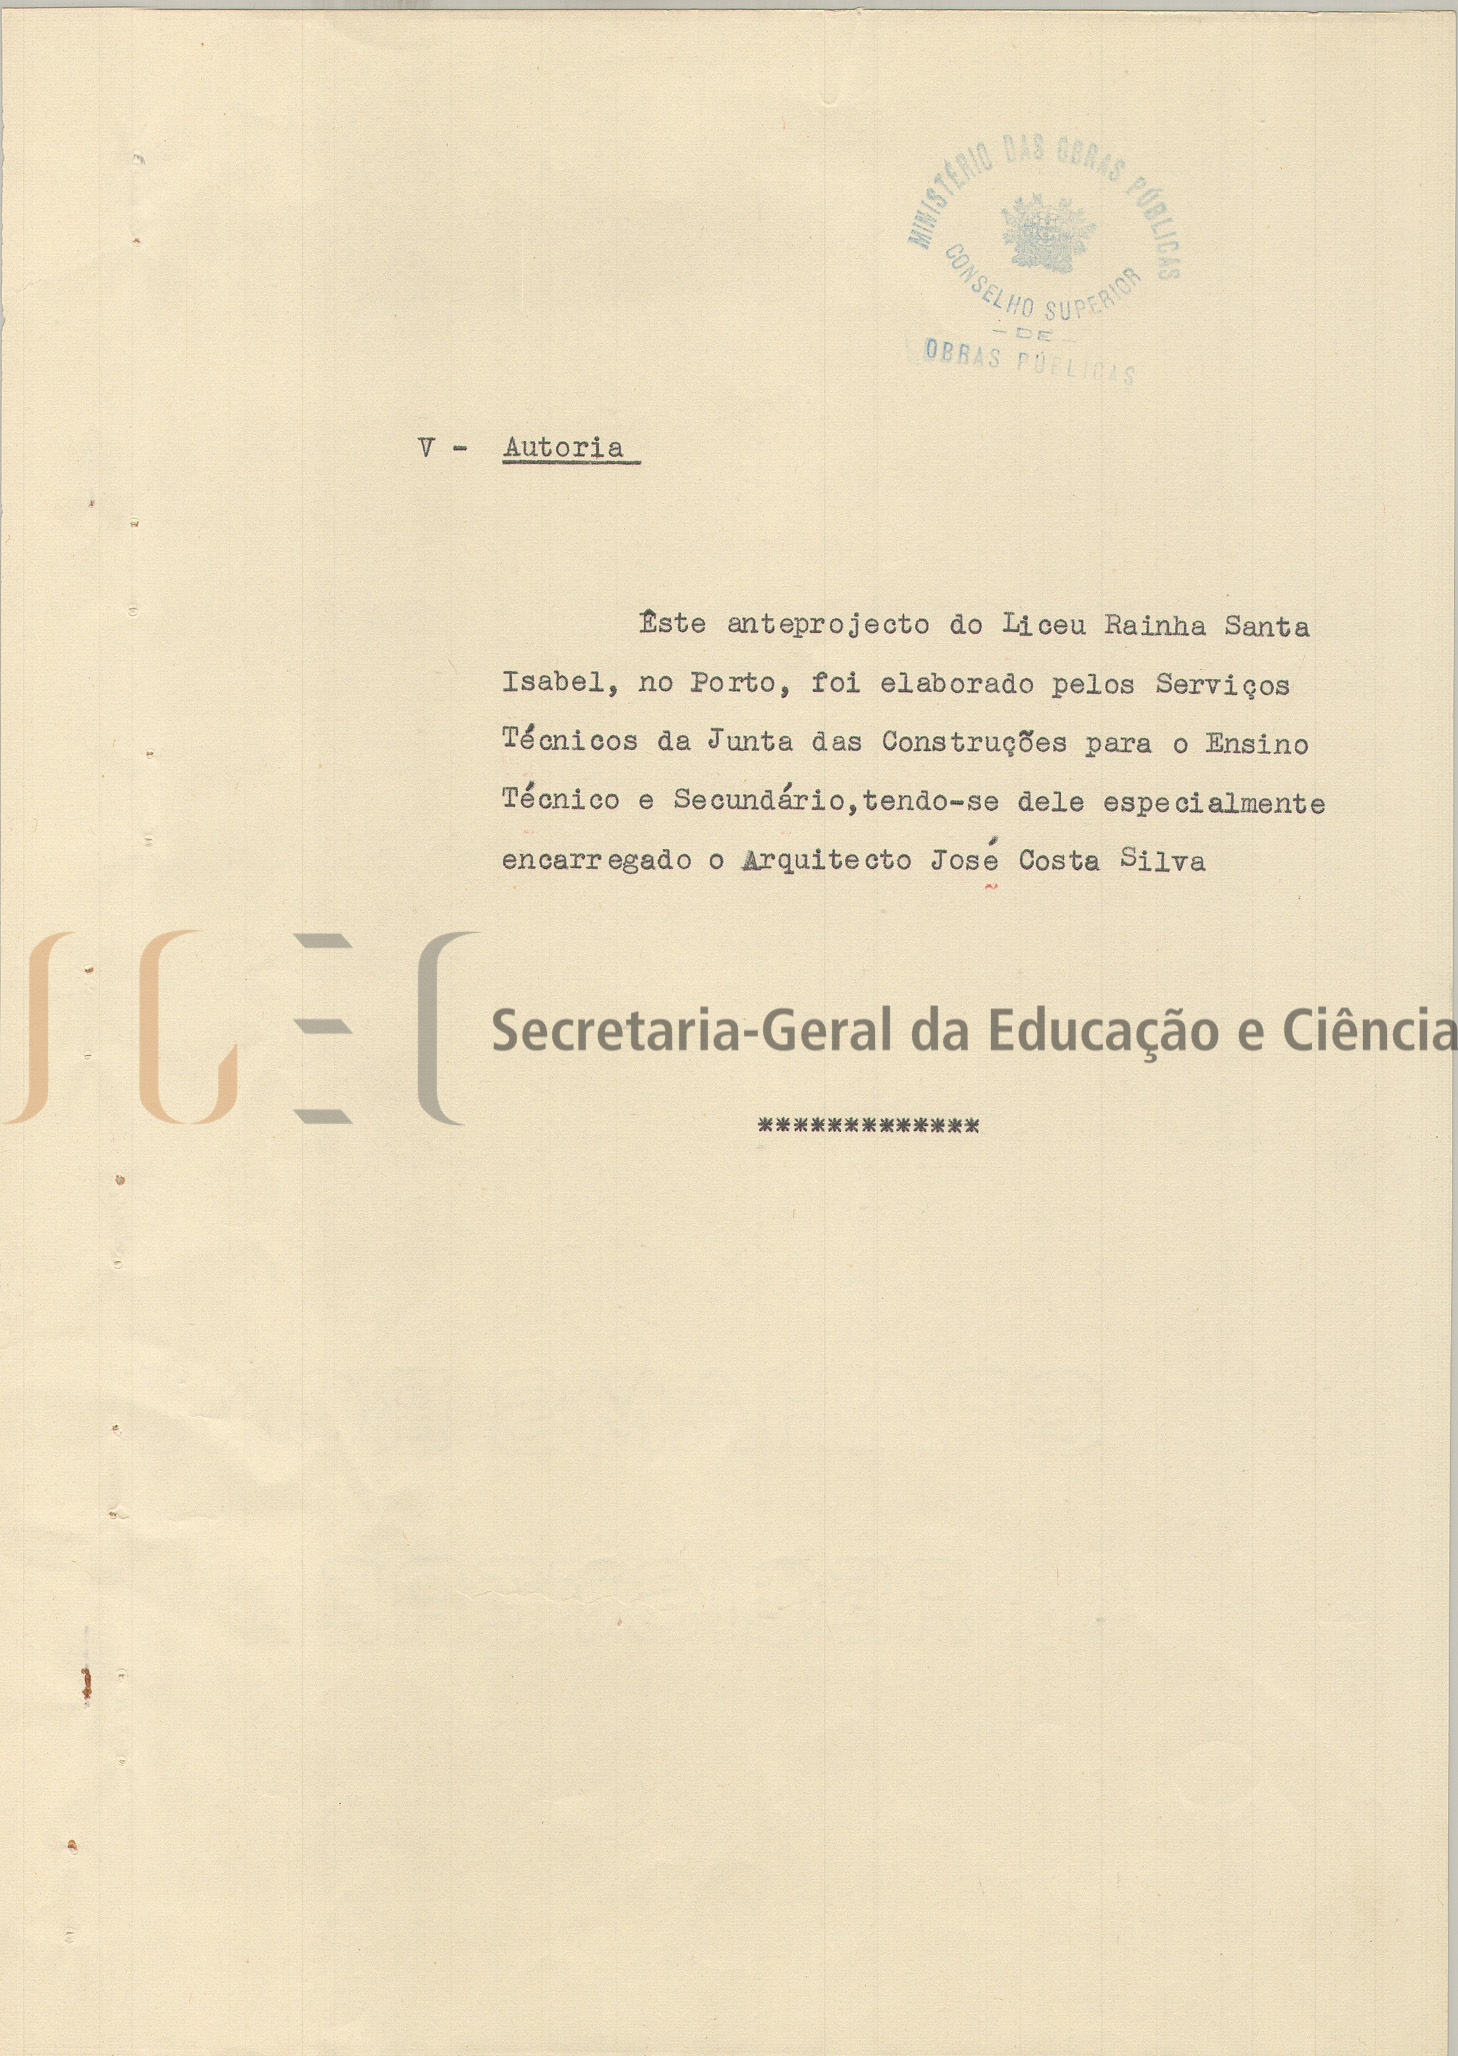 MINISTÉRIO DAS OBRAS PÚBLICAS
CONSELHO SUPERIOR
— DE —
OBRAS PÚBLICAS
V - Autoria
Êste anteprojecto do Liceu Rainha Santa
Isabel, no Porto, foi elaborado pelos Serviços
Técnicos da Junta das Construções para o Ensino
Técnico e Secundário,tendo-se dele especialmente
encarregado o Arquitecto José Costa Silva
SGEC
Secretaria-Geral da Educação e Ciência
*************